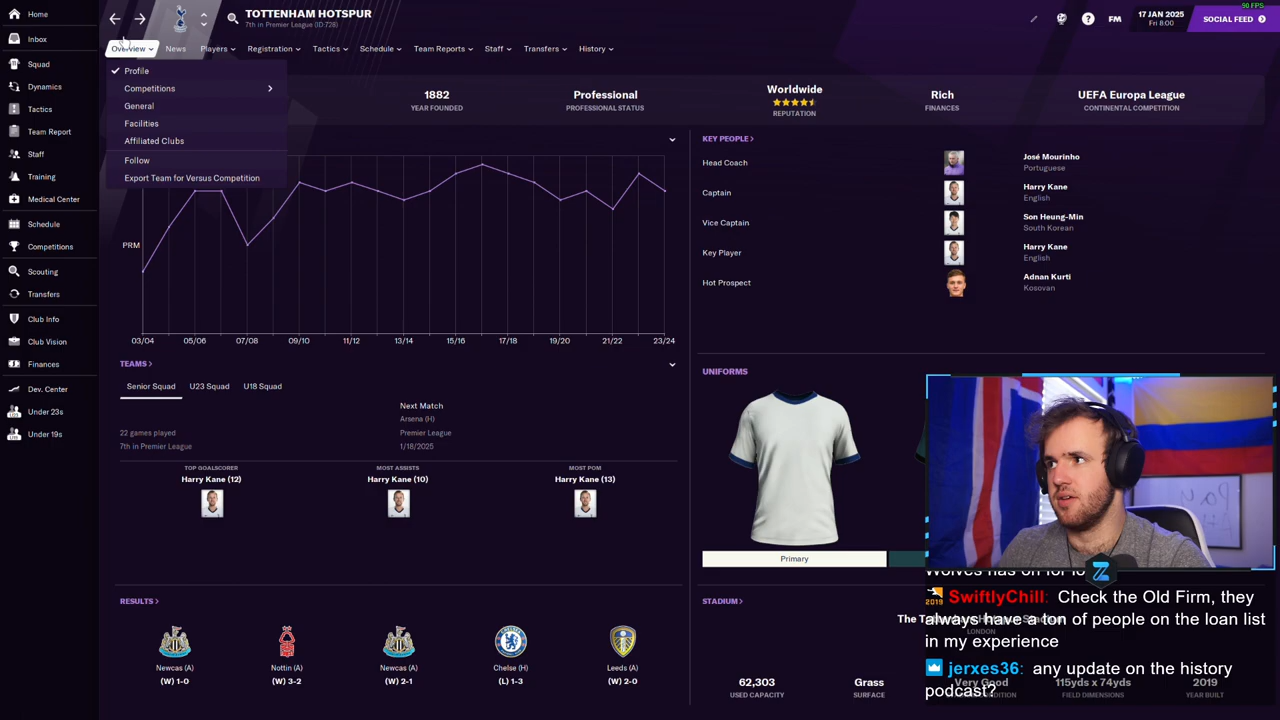 Home
Inbox
Squad
Dynamics
Tactics
Team Report
Staff
Training
Medical Center
Schedule
Competitions
Scouting
Transfers
Club Info
Club Vision
Finances
Dev. Center
Under 23s
Under 19s
TOTTENHAM HOTSPUR
7th in Premier League (ID:728)
FM
17 JAN 2025
Fri 8:00
90 FPS
SOCIAL FEED
Overview
News
Players
Registration
Tactics
Schedule
Team Reports
Staff
Transfers
History
Profile
Competitions
General
Facilities
Affiliated Clubs
Follow
Export Team for Versus Competition
1882
YEAR FOUNDED
Professional
PROFESSIONAL STATUS
Worldwide
REPUTATION
Rich
FINANCES
UEFA Europa League
CONTINENTAL COMPETITION
PRM
03/04 05/06 07/08 09/10 11/12 13/14 15/16 17/18 19/20 21/22 23/24
KEY PEOPLE
Head Coach
José Mourinho
Portuguese
Captain
Harry Kane
English
Vice Captain
Son Heung-Min
South Korean
Key Player
Harry Kane
English
Hot Prospect
Adnan Kurti
Kosovan
TEAMS
Senior Squad
U23 Squad
U18 Squad
Next Match
Arsena (H)
22 games played
Premier League
7th in Premier League
1/18/2025
TOP GOALSCORER
Harry Kane (12)
MOST ASSISTS
Harry Kane (10)
MOST POM
Harry Kane (13)
UNIFORMS
Primary
RESULTS
Newcas (A)
(W) 1-0
Nottin (A)
(W) 3-2
Newcas (A)
(W) 2-1
Chelse (H)
(L) 1-3
Leeds (A)
(W) 2-0
STADIUM
LONDON
62,303
USED CAPACITY
Grass
SURFACE
Very Good
115yds x 74yds
FIELD DIMENSIONS
2019
YEAR BUILT
2019 SwiftlyChill: Check the Old Firm, they
always have a ton of people on the loan list
in my experience
jerxes36: any update on the history
podcast?